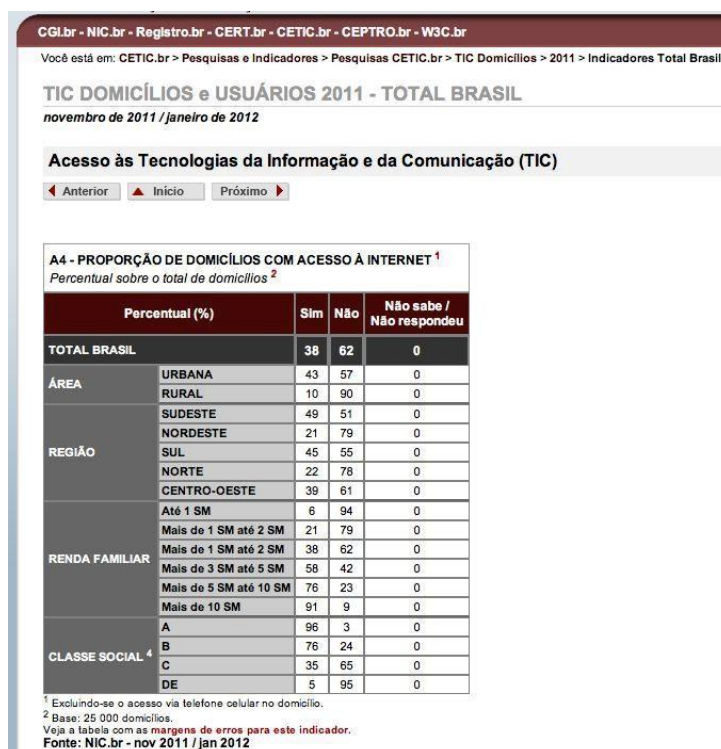 CGI.br - NIC.br - Registro.br - CERT.br - CETIC.br - CEPTRO.br - W3C.br
Você está em: CETIC.br > Pesquisas e Indicadores > Pesquisas CETIC.br > TIC Domicílios > 2011 > Indicadores Total Brasil
TIC DOMICÍLIOS e USUÁRIOS 2011 - TOTAL BRASIL
novembro de 2011 / janeiro de 2012
Acesso às Tecnologias da Informação e da Comunicação (TIC)
Anterior Início Próximo
A4 - PROPORÇÃO DE DOMICÍLIOS COM ACESSO À INTERNET 1
Percentual sobre o total de domicílios 2
Percentual (%) Sim Não Não sabe / Não respondeu
TOTAL BRASIL 38 62 0
ÁREA URBANA 43 57 0
RURAL 10 90 0
REGIÃO SUDESTE 49 51 0
NORDESTE 21 79 0
SUL 45 55 0
NORTE 22 78 0
CENTRO-OESTE 39 61 0
RENDA FAMILIAR Até 1 SM 6 94 0
Mais de 1 SM até 2 SM 21 79 0
Mais de 1 SM até 2 SM 38 62 0
Mais de 3 SM até 5 SM 58 42 0
Mais de 5 SM até 10 SM 76 23 0
Mais de 10 SM 91 9 0
CLASSE SOCIAL 4 A 96 3 0
B 76 24 0
C 35 65 0
DE 5 95 0
1 Excluindo-se o acesso via telefone celular no domicílio.
2 Base: 25 000 domicílios.
Veja a tabela com as margens de erros para este indicador.
Fonte: NIC.br - nov 2011 / jan 2012